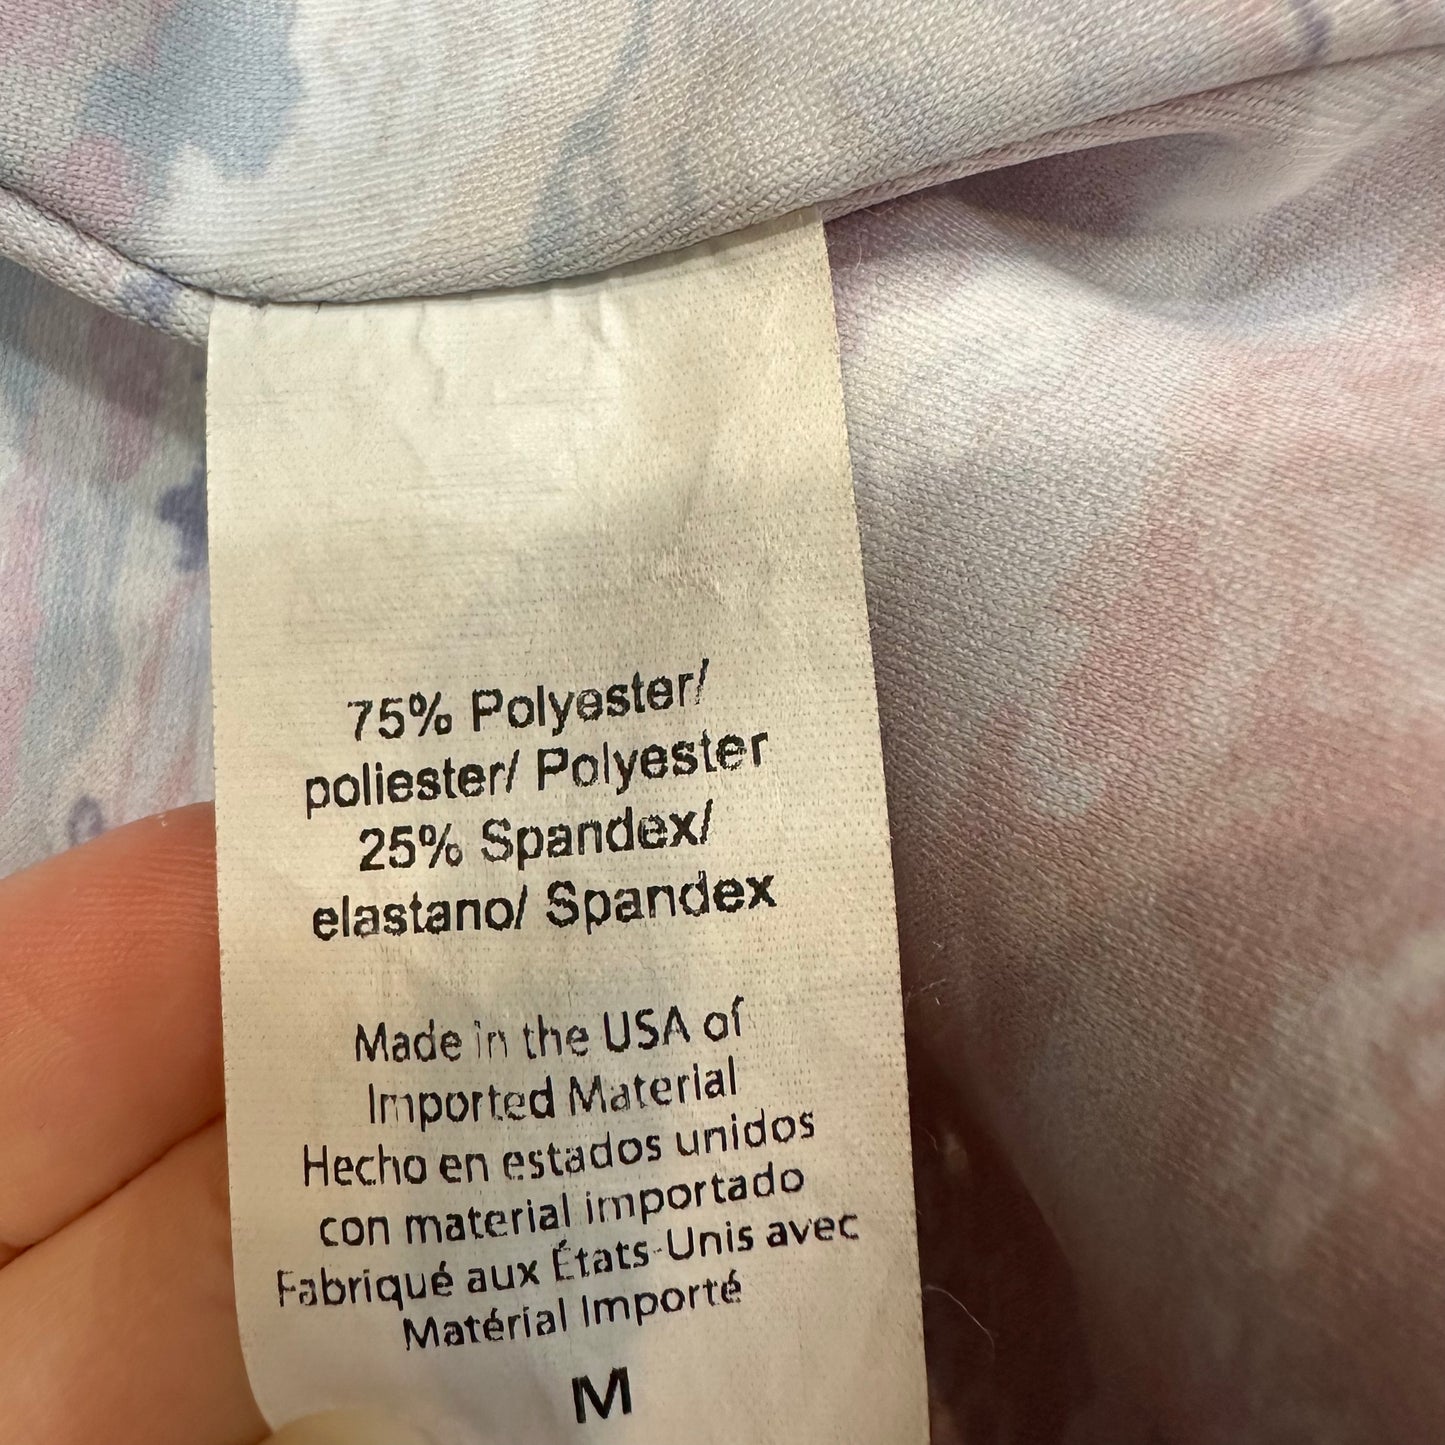 75% Polyester/
poliester/ Polyester
25% Spandex/
elastano/ Spandex
Made in the USA of
Imported Material
Hecho en estados unidos
con material importado
Fabriqué aux États-Unis avec
Matérial Importé
M